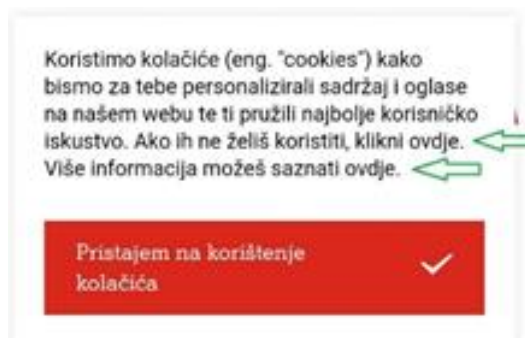 Koristimo kolačiće (eng. "cookies") kako
bismo za tebe personalizirali sadržaj i oglase
na našem webu te ti pružili najbolje korisničko
iskustvo. Ako ih ne želiš koristiti, klikni ovdje.
Više informacija možeš saznati ovdje.
Pristajem na korištenje
kolačića